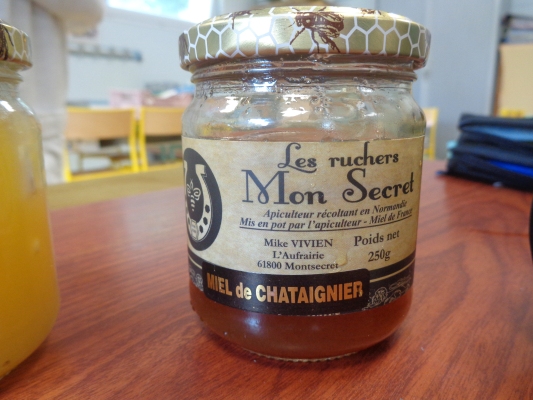 Les ruchers
Mon Secret
Apiculteur récoltant en Normandie
Mis en pot par l'apiculteur - Miel de France
Mike VIVIEN
L'Aufrairie
61800 Montsecret
Poids net
250g
MIEL de CHATAIGNIER